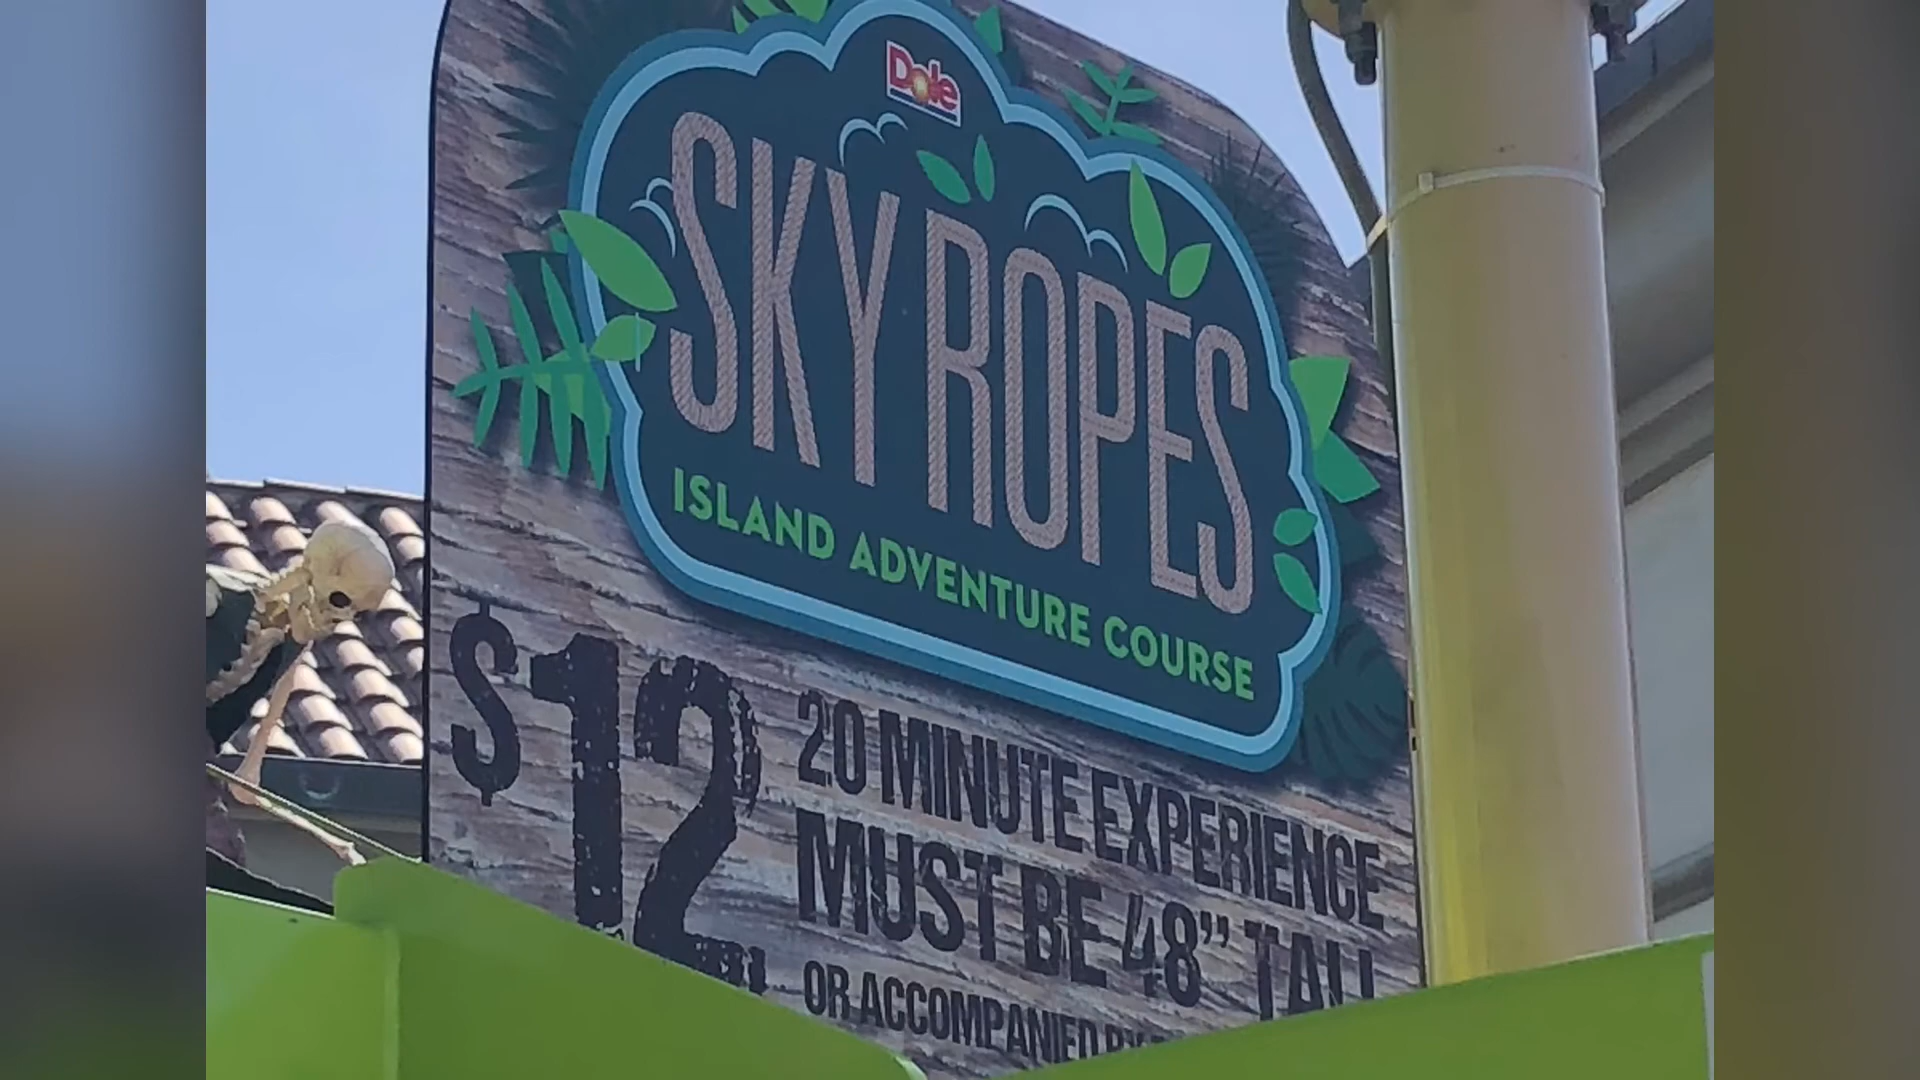 Dole
SKY ROPES
ISLAND ADVENTURE COURSE
$12
20 MINUTE EXPERIENCE
MUST BE 48” TALL
OR ACCOMPANIED BY